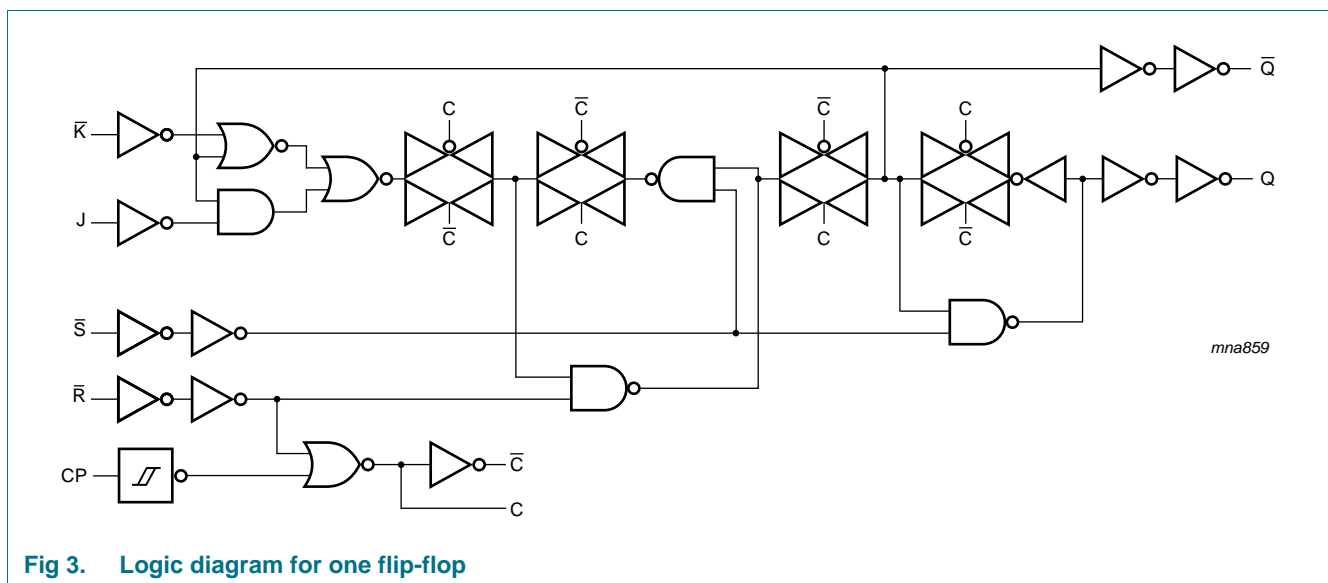 Q̅
C
C̅
C̅
C
K̅
J
C̅
C
C
C̅
Q
S̅
mna859
R̅
CP
C̅
C
Fig 3. Logic diagram for one flip-flop